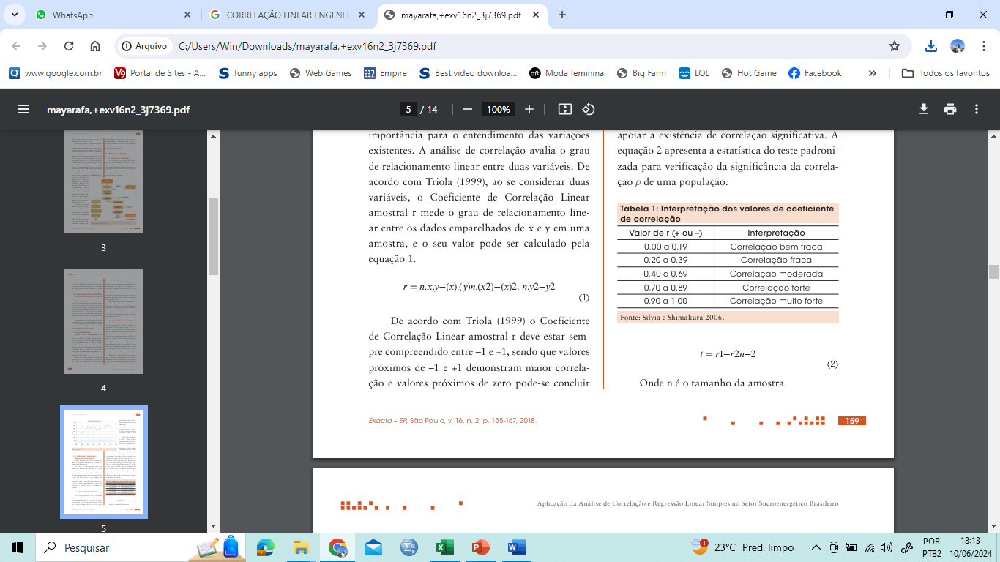 WhatsApp
CORRELAÇÃO LINEAR ENGENH
mayarafa,+exv16n2_3j7369.pdf
Arquivo
C:/Users/Win/Downloads/mayarafa,+exv16n2_3j7369.pdf
www.google.com.br
Portal de Sites - A...
funny apps
Web Games
Empire
Best video downloa...
Moda feminina
Big Farm
LOL
Hot Game
Facebook
Todos os favoritos
mayarafa,+exv16n2_3j7369.pdf
5 / 14
100%
3
4
5
importância para o entendimento das variações
existentes. A análise de correlação avalia o grau
de relacionamento linear entre duas variáveis. De
acordo com Triola (1999), ao se considerar duas
variáveis, o Coeficiente de Correlação Linear
amostral r mede o grau de relacionamento line-
ar entre os dados emparelhados de x e y em uma
amostra, e o seu valor pode ser calculado pela
equação 1.
r = n.x.y−(x).(y)n.(x2)−(x)2. n.y2−y2
(1)
De acordo com Triola (1999) o Coeficiente
de Correlação Linear amostral r deve estar sem-
pre compreendido entre –1 e +1, sendo que valores
próximos de –1 e +1 demonstram maior correla-
ção e valores próximos de zero pode-se concluir
apoiar a existência de correlação significativa. A
equação 2 apresenta a estatística do teste padroni-
zada para verificação da significância da correla-
ção ρ de uma população.
Tabela 1: Interpretação dos valores de coeficiente
de correlação
Valor de r (+ ou –) Interpretação
0,00 a 0,19 Correlação bem fraca
0,20 a 0,39 Correlação fraca
0,40 a 0,69 Correlação moderada
0,70 a 0,89 Correlação forte
0,90 a 1,00 Correlação muito forte
Fonte: Silvia e Shimakura 2006.
t = r1−r2n−2
(2)
Onde n é o tamanho da amostra.
Exacta – EP, São Paulo, v. 16, n. 2, p. 155-167, 2018.
159
Aplicação da Análise de Correlação e Regressão Linear Simples no Setor Sucroenergético Brasileiro
Pesquisar
23°C Pred. limpo
POR
PTB2
18:13
10/06/2024